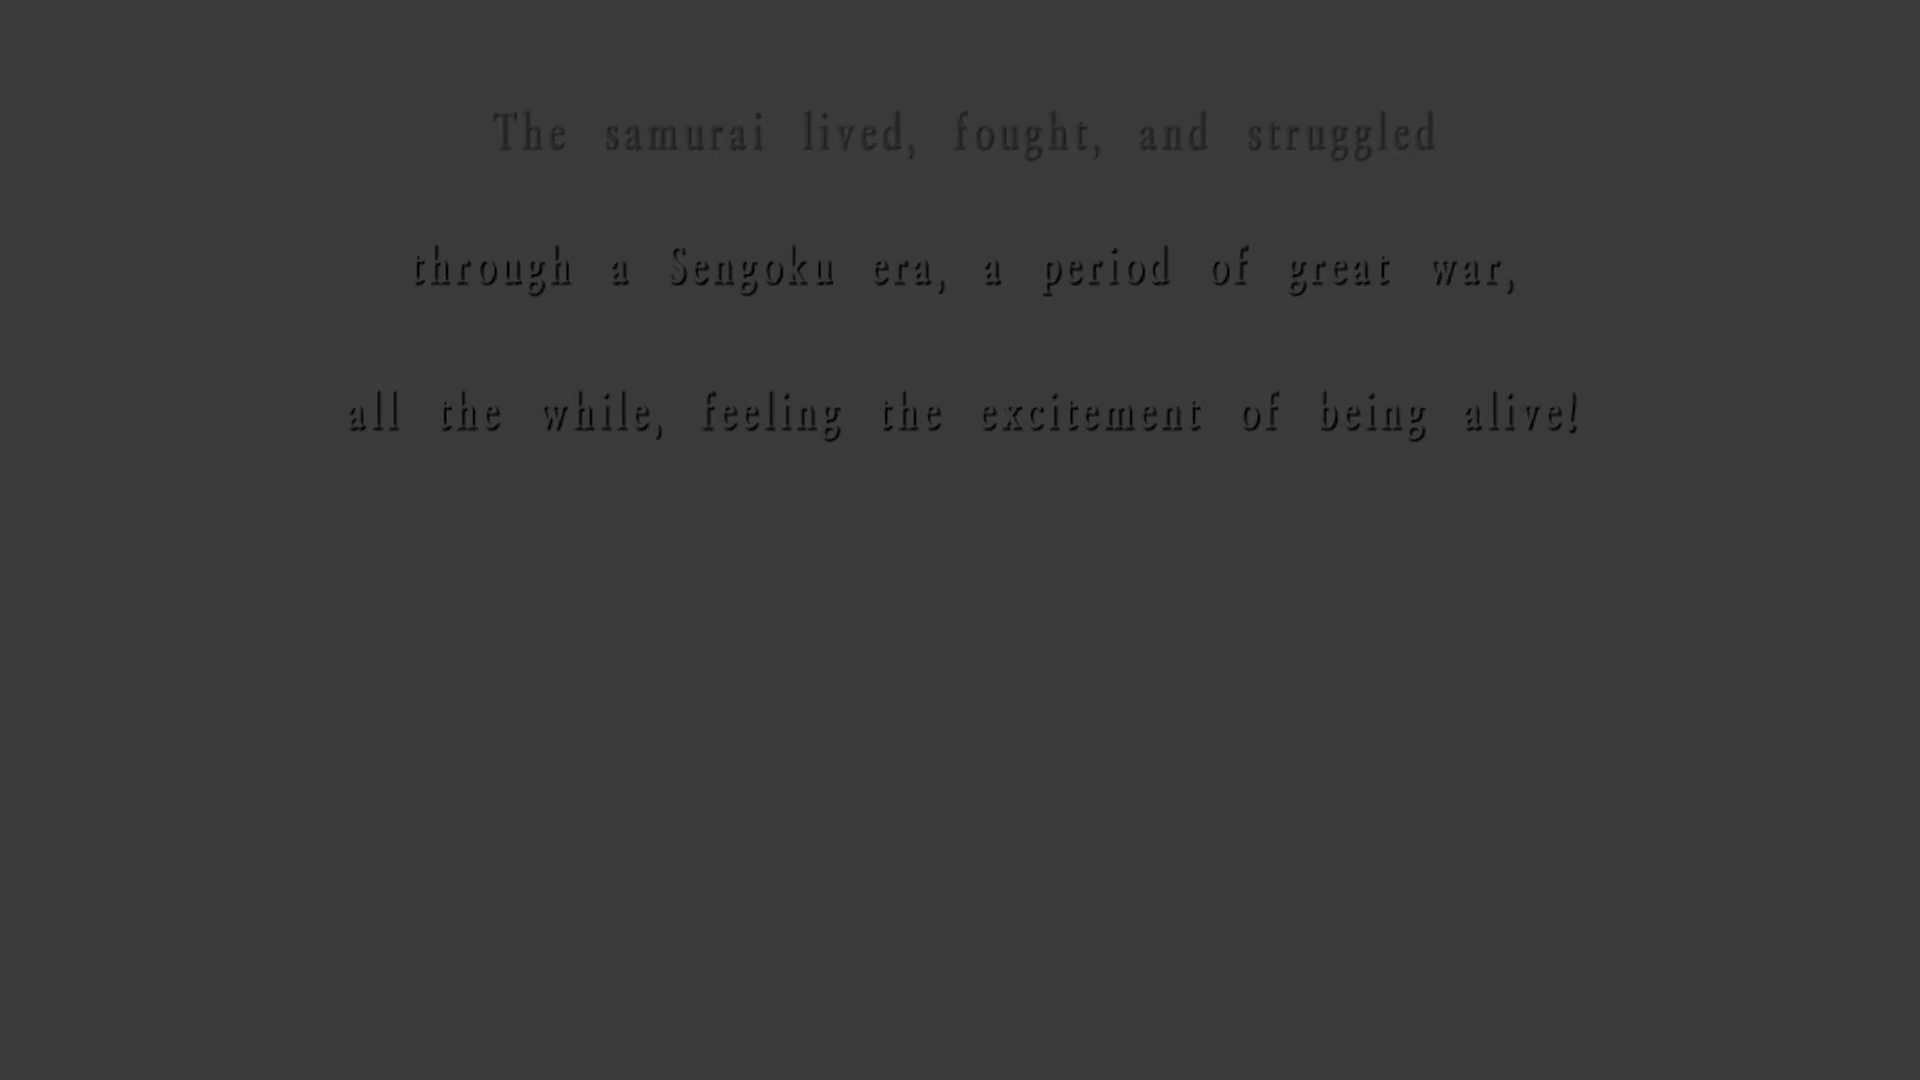 The samurai lived, fought, and struggled
through a Sengoku era, a period of great war,
all the while, feeling the excitement of being alive!